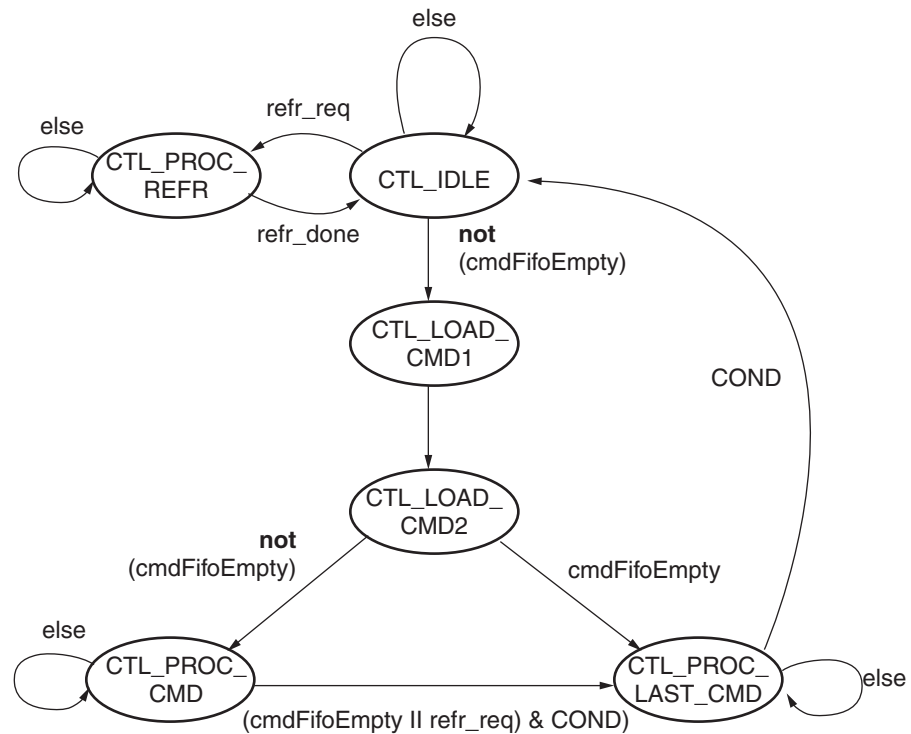 else
refr_req
else
CTL_PROC_
REFR
CTL_IDLE
refr_done
not
(cmdFifoEmpty)
CTL_LOAD_
CMD1
COND
CTL_LOAD_
CMD2
not
(cmdFifoEmpty)
cmdFifoEmpty
else
CTL_PROC_
CMD
CTL_PROC_
LAST_CMD
else
(cmdFifoEmpty II refr_req) & COND)